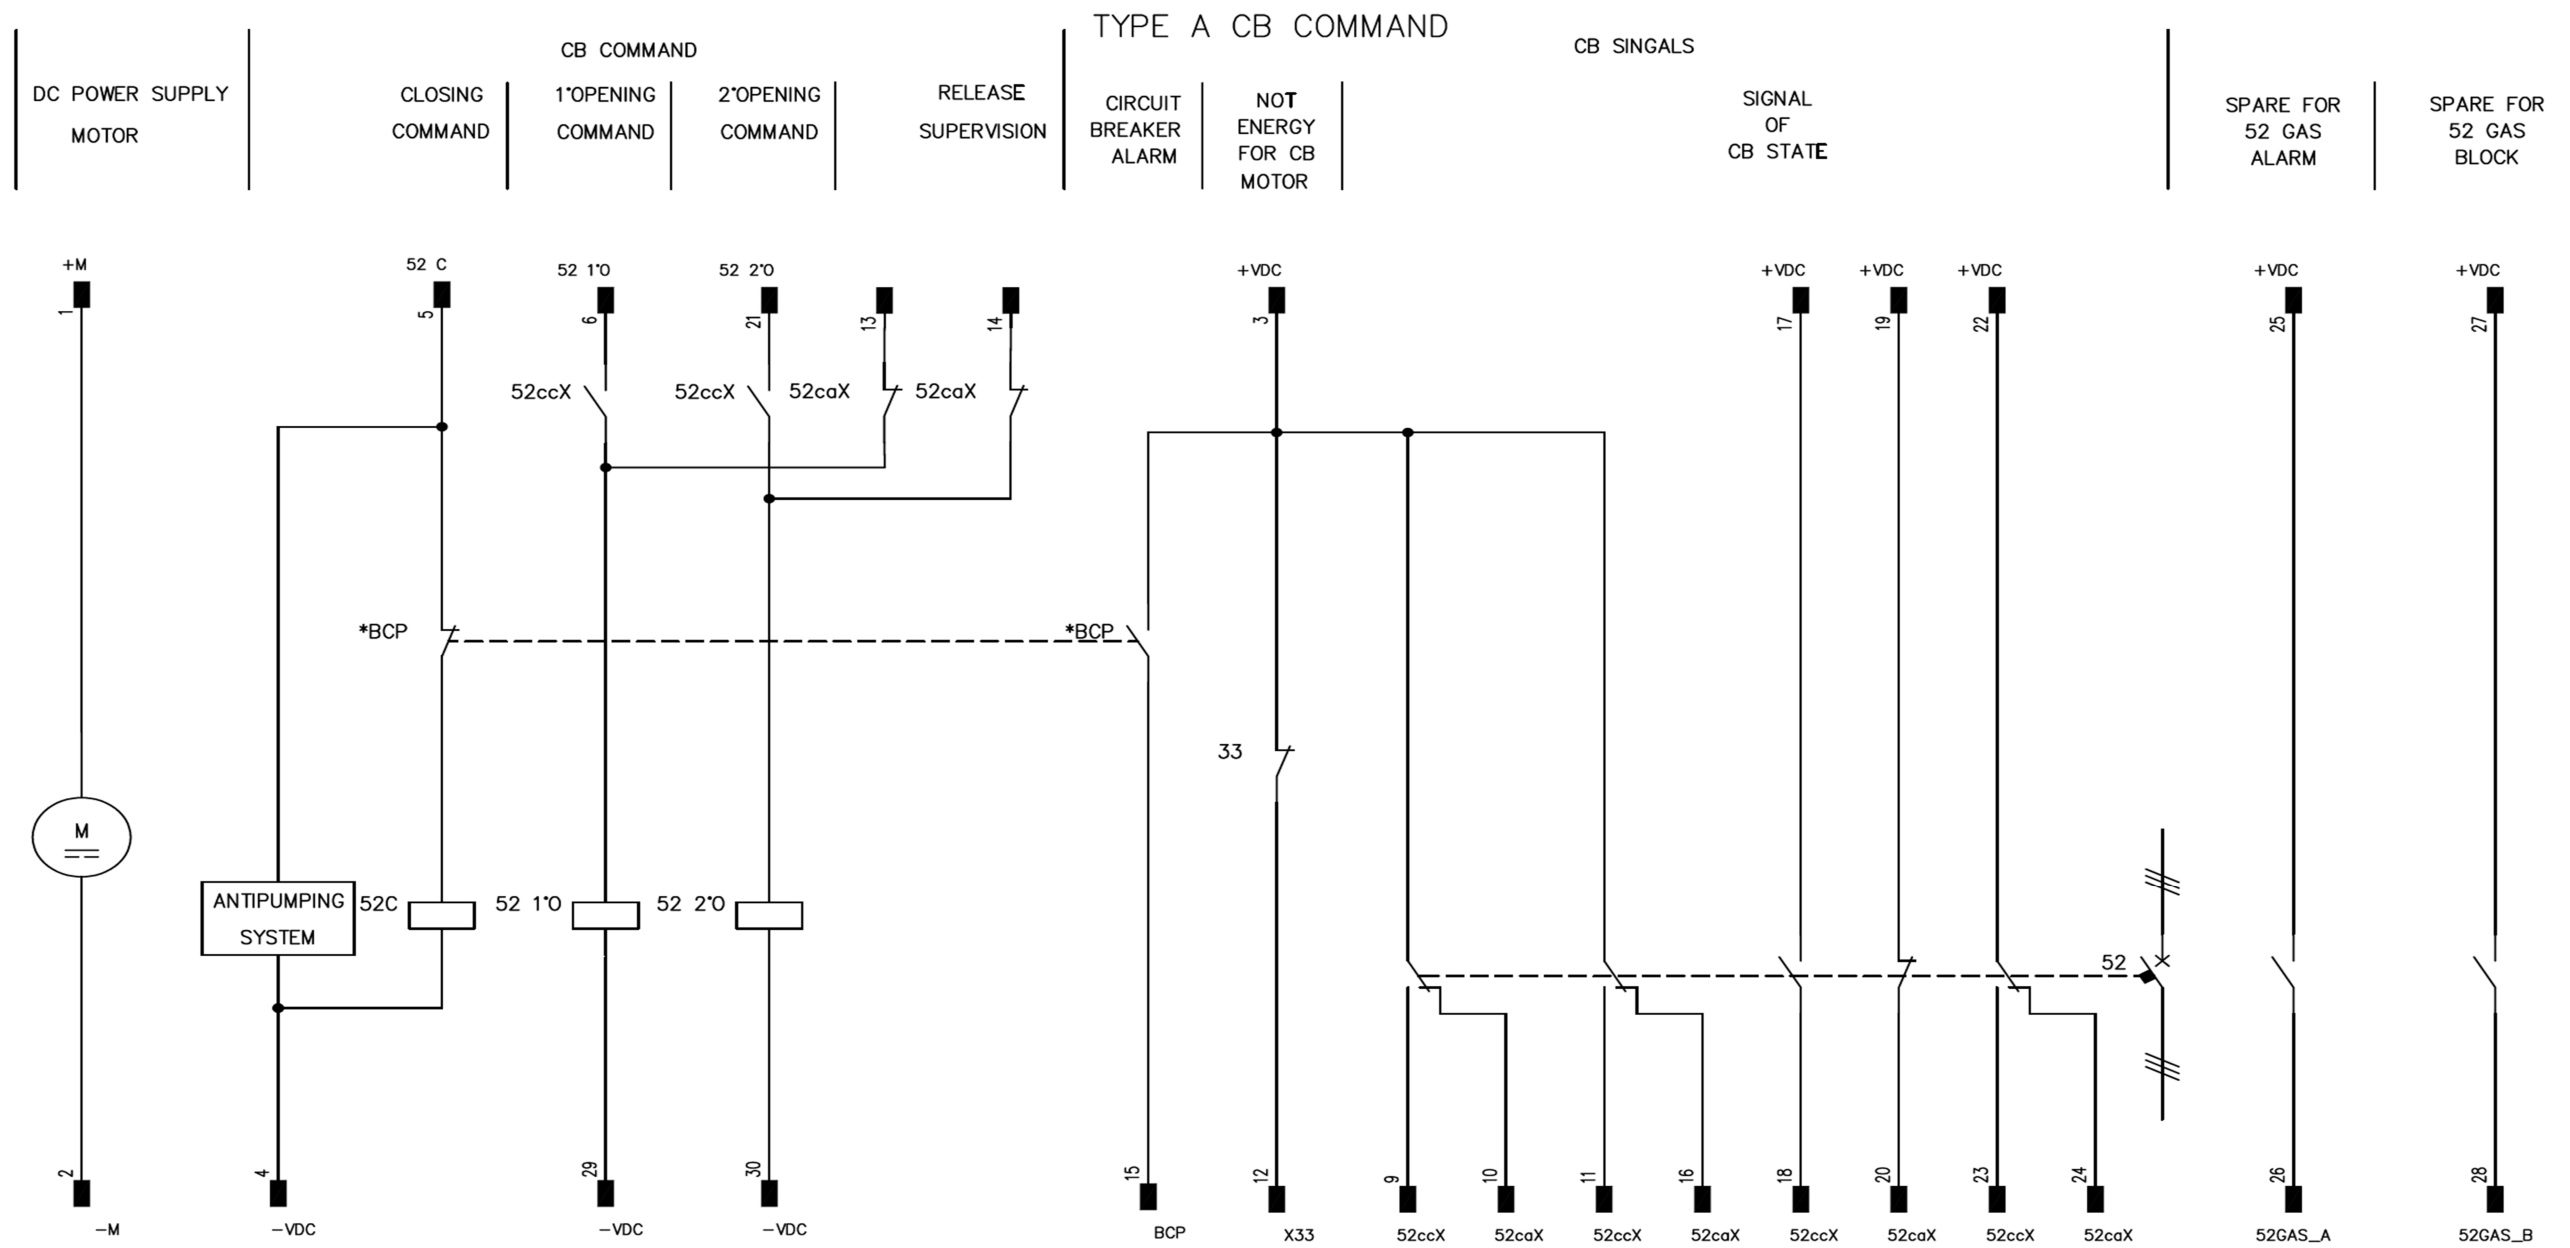 TYPE A CB COMMAND
CB COMMAND
CB SINGALS
DC POWER SUPPLY
MOTOR
CLOSING
COMMAND
1°OPENING
COMMAND
2°OPENING
COMMAND
RELEASE
SUPERVISION
CIRCUIT
BREAKER
ALARM
NOT
ENERGY
FOR CB
MOTOR
SIGNAL
OF
CB STATE
SPARE FOR
52 GAS
ALARM
SPARE FOR
52 GAS
BLOCK
+M
52 C
52 1°O
52 2°O
+VDC
+VDC
+VDC
+VDC
+VDC
+VDC
1
5
6
21
13
14
3
17
19
22
25
27
52ccX
52ccX
52caX
52caX
*BCP
*BCP
33
M
ANTIPUMPING
SYSTEM
52C
52 1°O
52 2°O
52
2
4
29
30
15
12
9
10
11
16
18
20
23
24
26
28
−M
−VDC
−VDC
−VDC
BCP
X33
52ccX
52caX
52ccX
52caX
52ccX
52caX
52ccX
52caX
52GAS_A
52GAS_B